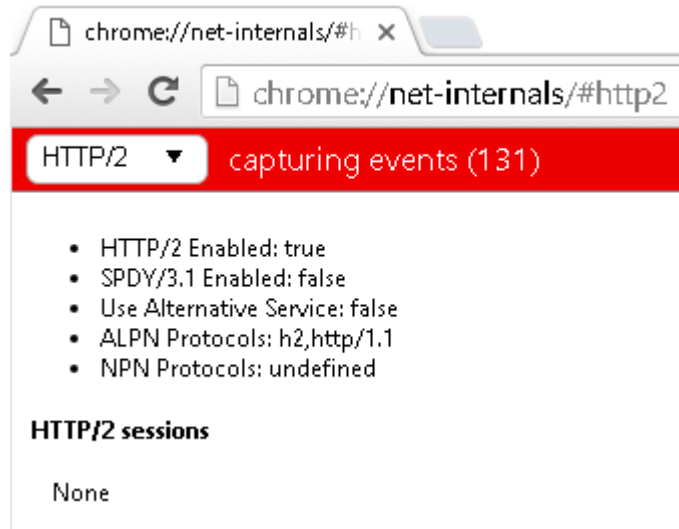 chrome://net-internals/#h
chrome://net-internals/#http2
HTTP/2 capturing events (131)
HTTP/2 Enabled: true
SPDY/3.1 Enabled: false
Use Alternative Service: false
ALPN Protocols: h2,http/1.1
NPN Protocols: undefined
HTTP/2 sessions
None